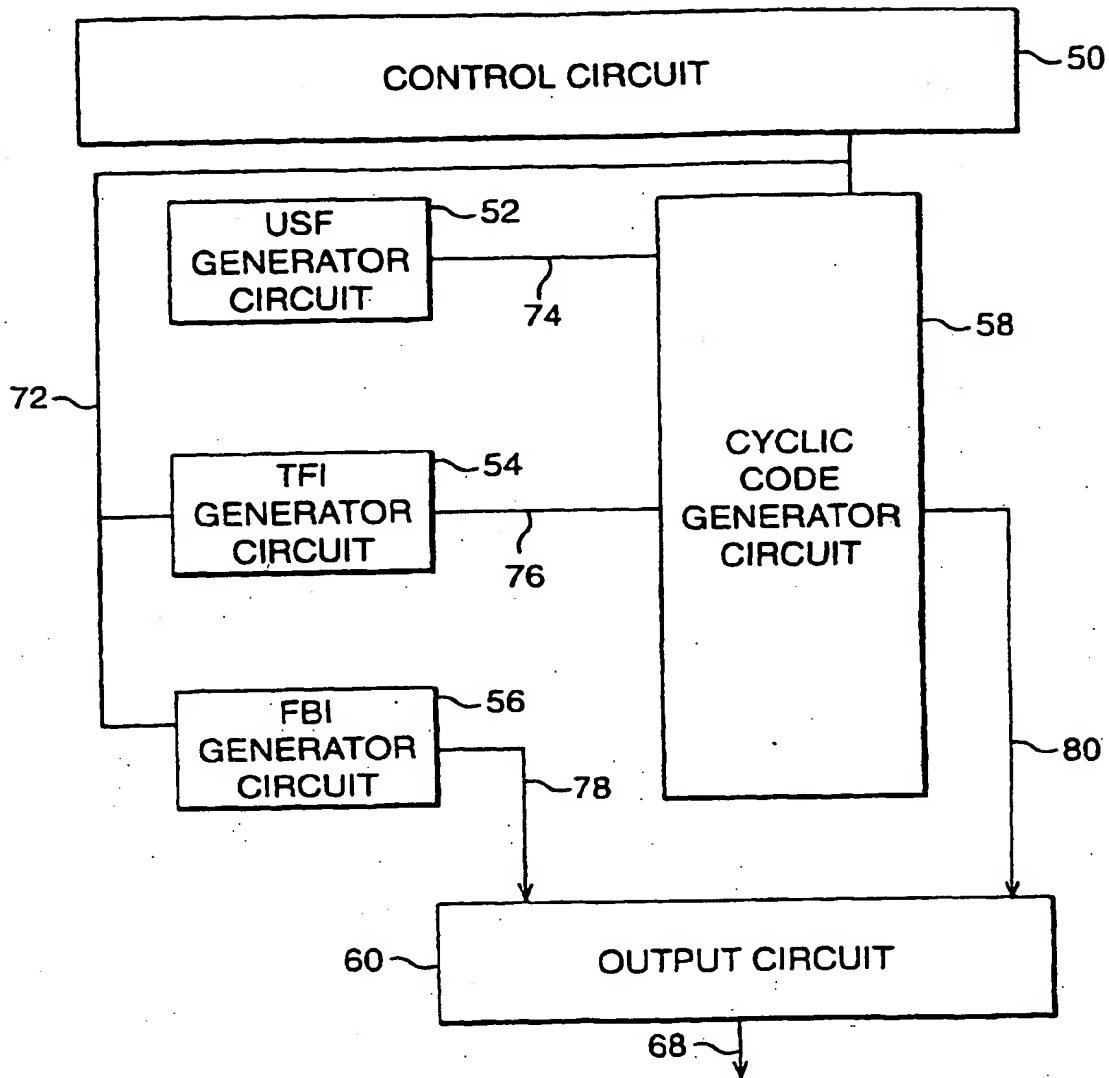 CONTROL CIRCUIT
50
USF
GENERATOR
CIRCUIT
52
74
58
72
TFI
GENERATOR
CIRCUIT
54
76
CYCLIC
CODE
GENERATOR
CIRCUIT
FBI
GENERATOR
CIRCUIT
56
78
80
60
OUTPUT CIRCUIT
68